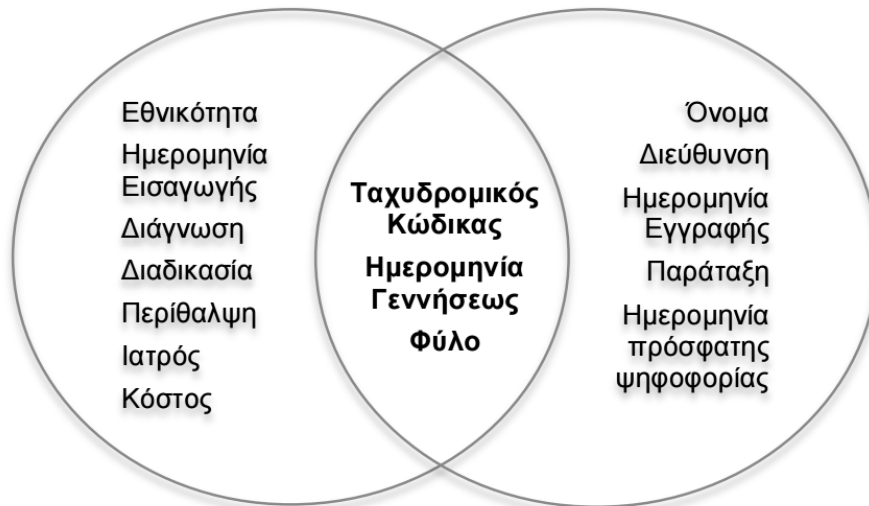 Εθνικότητα
Ημερομηνία
Εισαγωγής
Διάγνωση
Διαδικασία
Περίθαλψη
Ιατρός
Κόστος
Ταχυδρομικός
Κώδικας
Ημερομηνία
Γεννήσεως
Φύλο
Όνομα
Διεύθυνση
Ημερομηνία
Εγγραφής
Παράταξη
Ημερομηνία
πρόσφατης
ψηφοφορίας